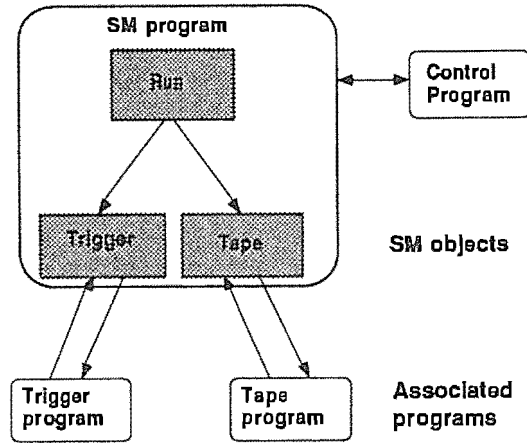 SM program
Run
Control
Program
Trigger
Tape
SM objects
Trigger
program
Tape
program
Associated
programs